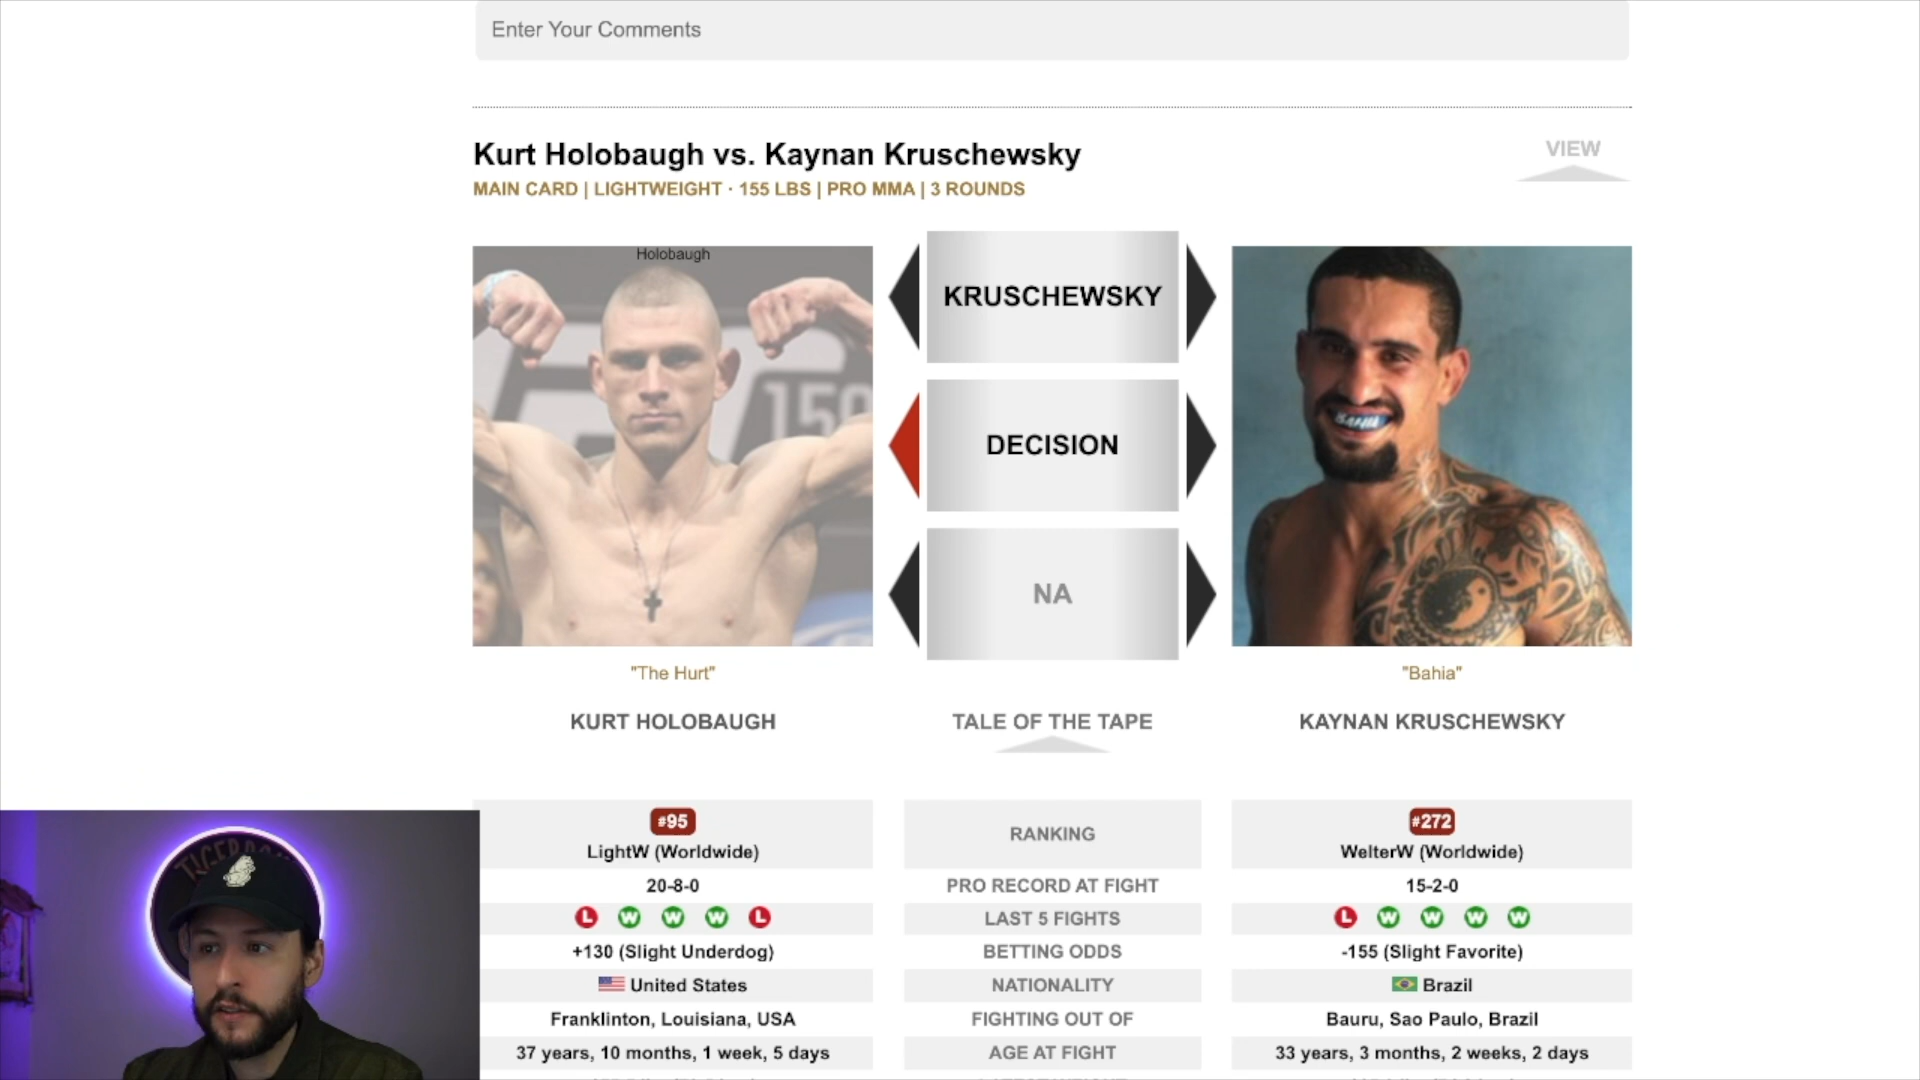 Enter Your Comments
Kurt Holobaugh vs. Kaynan Kruschewsky
VIEW
MAIN CARD | LIGHTWEIGHT · 155 LBS | PRO MMA | 3 ROUNDS
Holobaugh
KRUSCHEWSKY
150
DECISION
NA
"The Hurt"
"Bahia"
KURT HOLOBAUGH
TALE OF THE TAPE
KAYNAN KRUSCHEWSKY
#95
LightW (Worldwide)
RANKING
#272
WelterW (Worldwide)
20-8-0
PRO RECORD AT FIGHT
15-2-0
L W W W L
LAST 5 FIGHTS
L W W W W
+130 (Slight Underdog)
BETTING ODDS
-155 (Slight Favorite)
United States
NATIONALITY
Brazil
Franklinton, Louisiana, USA
FIGHTING OUT OF
Bauru, Sao Paulo, Brazil
37 years, 10 months, 1 week, 5 days
AGE AT FIGHT
33 years, 3 months, 2 weeks, 2 days